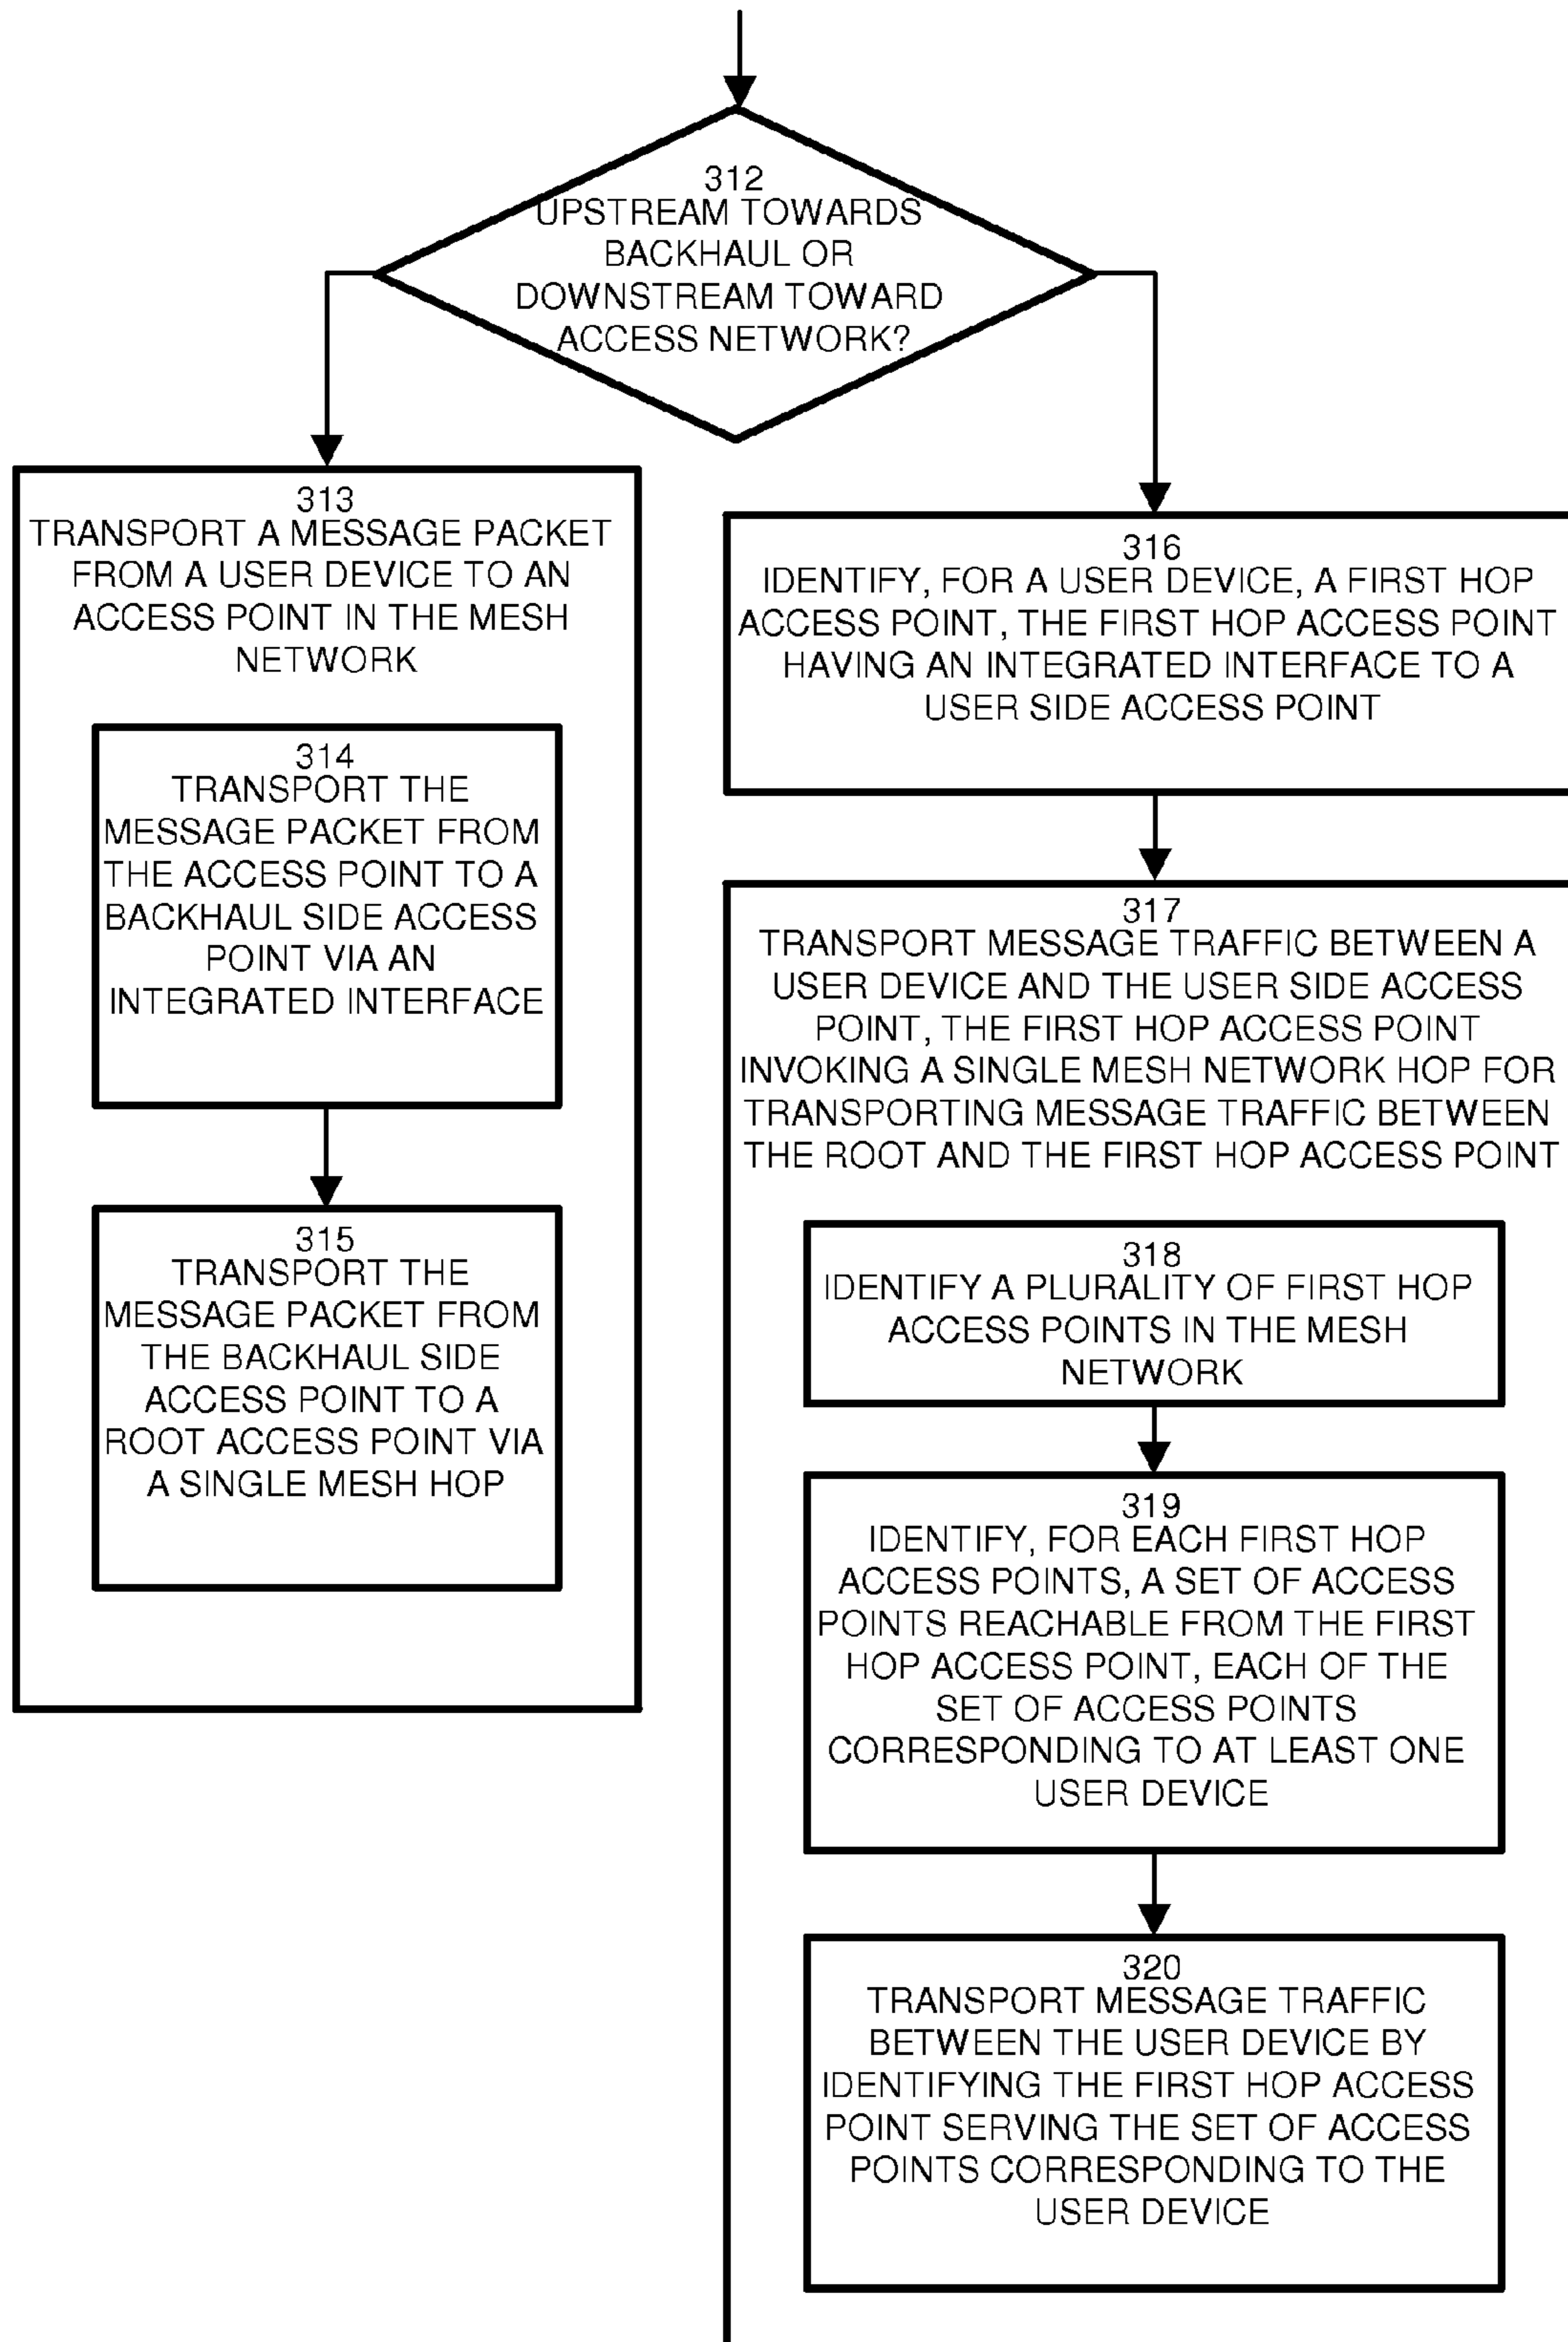 312
UPSTREAM TOWARDS
BACKHAUL OR
DOWNSTREAM TOWARD
ACCESS NETWORK?
313
TRANSPORT A MESSAGE PACKET
FROM A USER DEVICE TO AN
ACCESS POINT IN THE MESH
NETWORK
314
TRANSPORT THE
MESSAGE PACKET FROM
THE ACCESS POINT TO A
BACKHAUL SIDE ACCESS
POINT VIA AN
INTEGRATED INTERFACE
315
TRANSPORT THE
MESSAGE PACKET FROM
THE BACKHAUL SIDE
ACCESS POINT TO A
ROOT ACCESS POINT VIA
A SINGLE MESH HOP
316
IDENTIFY, FOR A USER DEVICE, A FIRST HOP
ACCESS POINT, THE FIRST HOP ACCESS POINT
HAVING AN INTEGRATED INTERFACE TO A
USER SIDE ACCESS POINT
317
TRANSPORT MESSAGE TRAFFIC BETWEEN A
USER DEVICE AND THE USER SIDE ACCESS
POINT, THE FIRST HOP ACCESS POINT
INVOKING A SINGLE MESH NETWORK HOP FOR
TRANSPORTING MESSAGE TRAFFIC BETWEEN
THE ROOT AND THE FIRST HOP ACCESS POINT
318
IDENTIFY A PLURALITY OF FIRST HOP
ACCESS POINTS IN THE MESH
NETWORK
319
IDENTIFY, FOR EACH FIRST HOP
ACCESS POINTS, A SET OF ACCESS
POINTS REACHABLE FROM THE FIRST
HOP ACCESS POINT, EACH OF THE
SET OF ACCESS POINTS
CORRESPONDING TO AT LEAST ONE
USER DEVICE
320
TRANSPORT MESSAGE TRAFFIC
BETWEEN THE USER DEVICE BY
IDENTIFYING THE FIRST HOP ACCESS
POINT SERVING THE SET OF ACCESS
POINTS CORRESPONDING TO THE
USER DEVICE